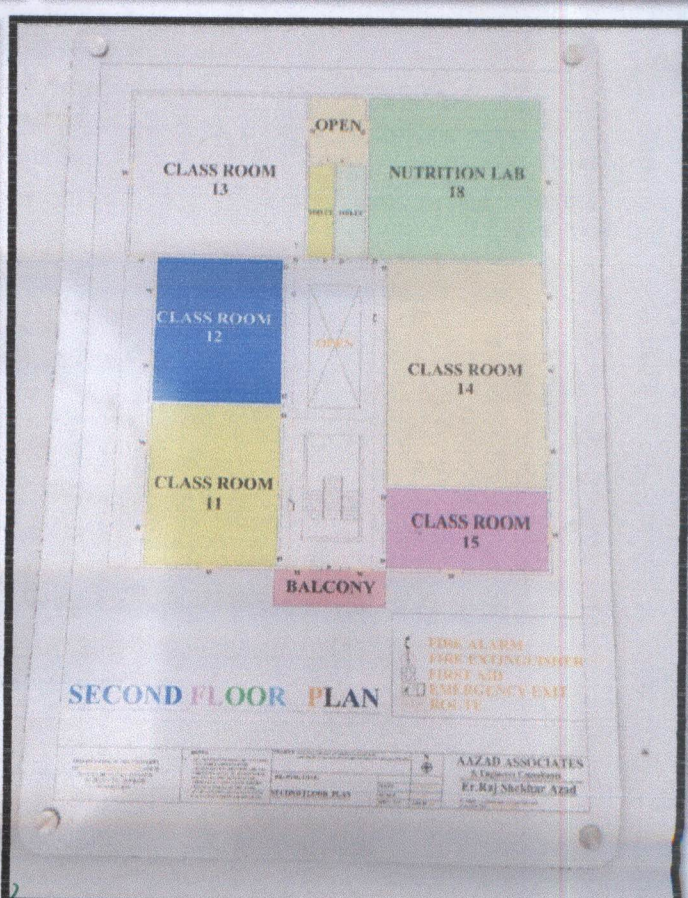 OPEN
CLASS ROOM
13
NUTRITION LAB
18
TOILET TOILET
CLASS ROOM
12
OPEN
CLASS ROOM
14
CLASS ROOM
11
CLASS ROOM
15
BALCONY
FIRE ALARM
FIRE EXTINGUISHER
FIRST AID
EMERGENCY EXIT
ROUTE
SECOND FLOOR PLAN
SECOND FLOOR PLAN
AAZAD ASSOCIATES
& Engineers Consultants
Er.Raj Shekhar Azad